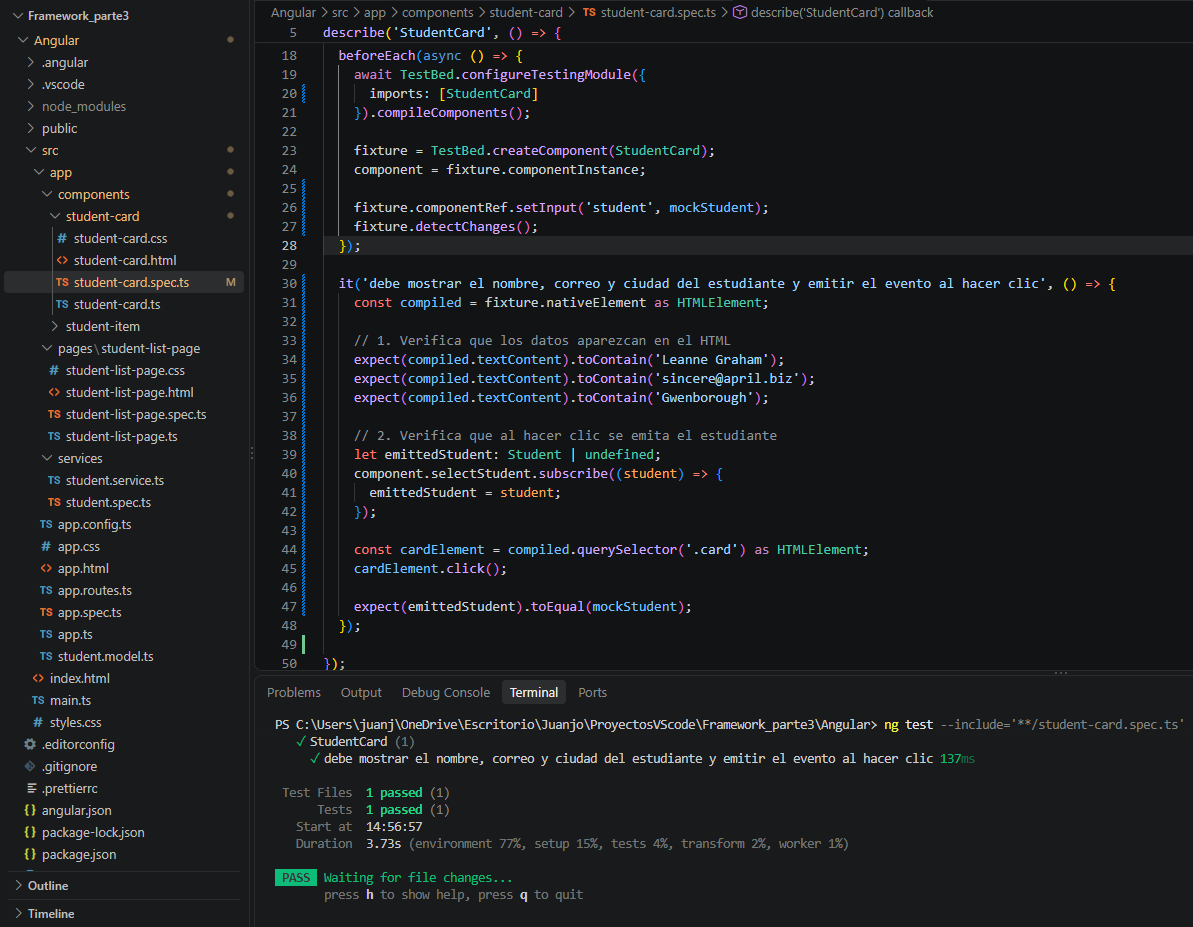 Framework_parte3
Angular
.angular
.vscode
node_modules
public
src
app
components
student-card
# student-card.css
<> student-card.html
TS student-card.spec.ts M
TS student-card.ts
student-item
pages\student-list-page
# student-list-page.css
<> student-list-page.html
TS student-list-page.spec.ts
TS student-list-page.ts
services
TS student.service.ts
TS student.spec.ts
TS app.config.ts
# app.css
<> app.html
TS app.routes.ts
TS app.spec.ts
TS app.ts
TS student.model.ts
<> index.html
TS main.ts
# styles.css
.editorconfig
.gitignore
.prettierrc
{} angular.json
{} package-lock.json
{} package.json
Outline
Timeline
Angular > src > app > components > student-card > TS student-card.spec.ts > describe('StudentCard') callback
5 describe('StudentCard', () => {
18 beforeEach(async () => {
19 await TestBed.configureTestingModule({
20 imports: [StudentCard]
21 }).compileComponents();
22
23 fixture = TestBed.createComponent(StudentCard);
24 component = fixture.componentInstance;
25
26 fixture.componentRef.setInput('student', mockStudent);
27 fixture.detectChanges();
28 });
29
30 it('debe mostrar el nombre, correo y ciudad del estudiante y emitir el evento al hacer clic', () => {
31 const compiled = fixture.nativeElement as HTMLElement;
32
33 // 1. Verifica que los datos aparezcan en el HTML
34 expect(compiled.textContent).toContain('Leanne Graham');
35 expect(compiled.textContent).toContain('sincere@april.biz');
36 expect(compiled.textContent).toContain('Gwenborough');
37
38 // 2. Verifica que al hacer clic se emita el estudiante
39 let emittedStudent: Student | undefined;
40 component.selectStudent.subscribe((student) => {
41 emittedStudent = student;
42 });
43
44 const cardElement = compiled.querySelector('.card') as HTMLElement;
45 cardElement.click();
46
47 expect(emittedStudent).toEqual(mockStudent);
48 });
49
50 });
Problems Output Debug Console Terminal Ports
PS C:\Users\juanj\OneDrive\Escritorio\Juanjo\ProyectosVScode\Framework_parte3\Angular> ng test --include='**/student-card.spec.ts'
✓ StudentCard (1)
✓ debe mostrar el nombre, correo y ciudad del estudiante y emitir el evento al hacer clic 137ms
Test Files 1 passed (1)
Tests 1 passed (1)
Start at 14:56:57
Duration 3.73s (environment 77%, setup 15%, tests 4%, transform 2%, worker 1%)
PASS Waiting for file changes...
press h to show help, press q to quit